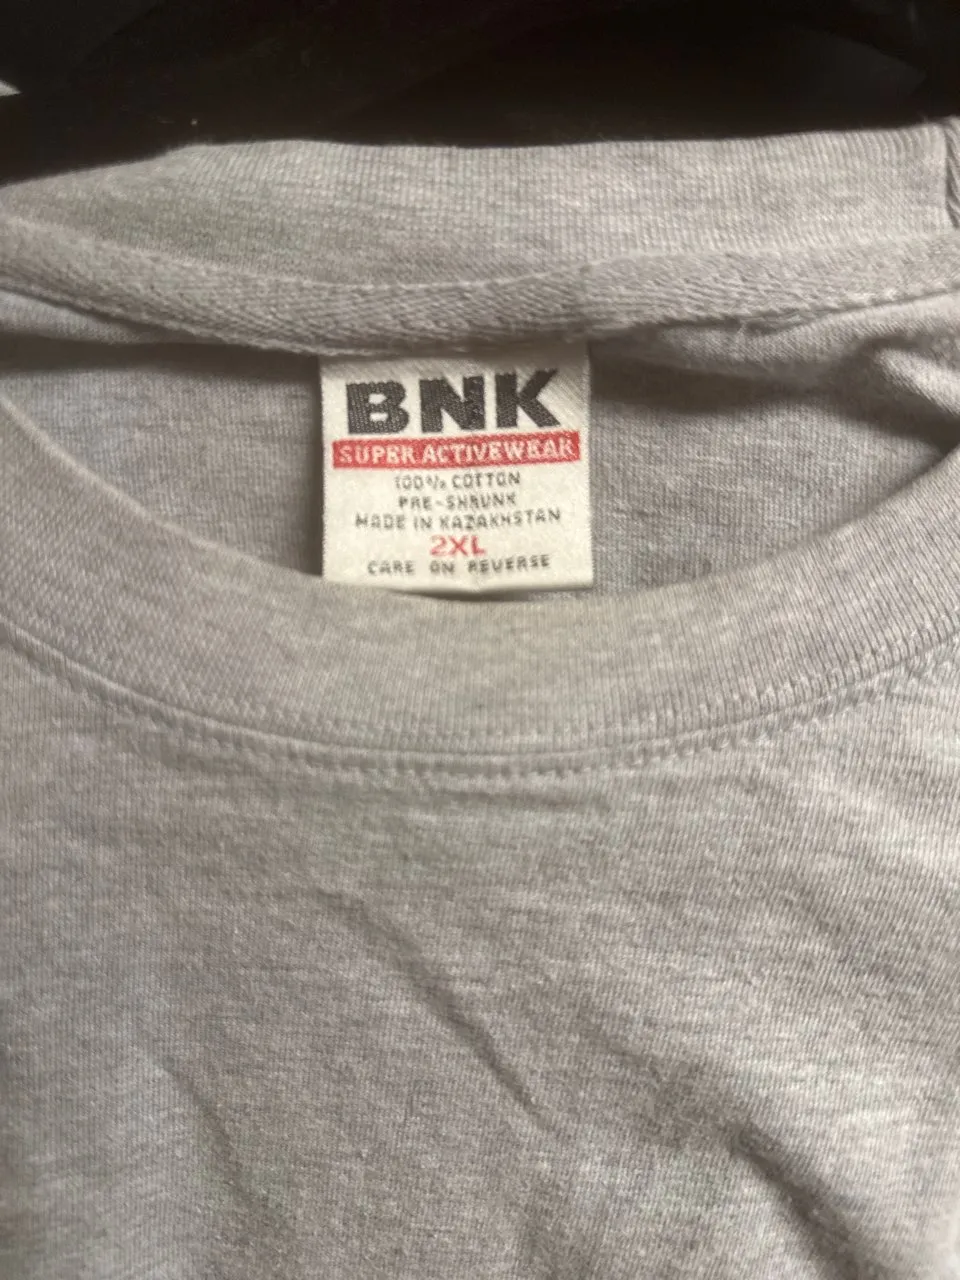 BNK
SUPER ACTIVEWEAR
100% COTTON
PRE-SHRUNK
MADE IN KAZAKHSTAN
2XL
CARE ON REVERSE